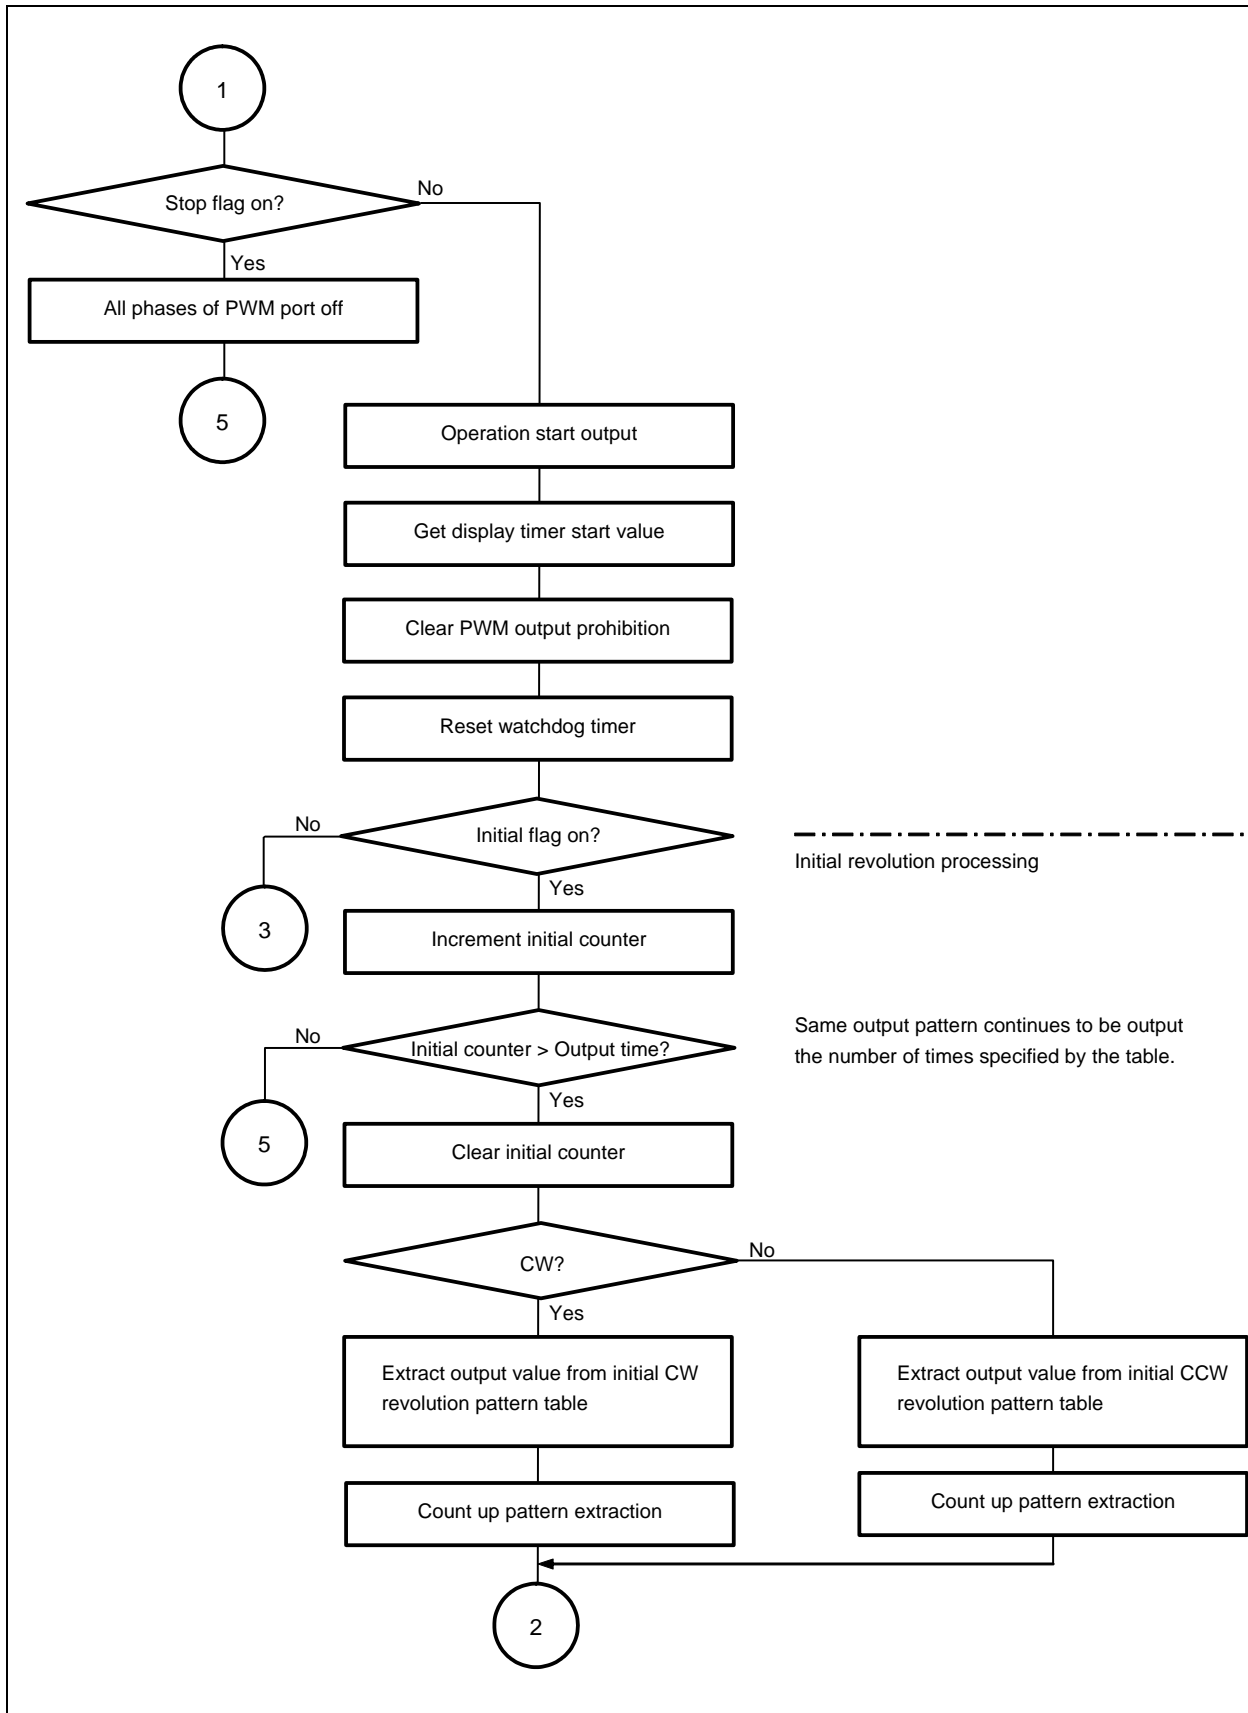 1
Stop flag on?
No
Yes
All phases of PWM port off
5
Operation start output
Get display timer start value
Clear PWM output prohibition
Reset watchdog timer
Initial flag on?
No
Initial revolution processing
Yes
3
Increment initial counter
Initial counter > Output time?
No
Same output pattern continues to be output
the number of times specified by the table.
Yes
5
Clear initial counter
CW?
No
Yes
Extract output value from initial CW
revolution pattern table
Extract output value from initial CCW
revolution pattern table
Count up pattern extraction
Count up pattern extraction
2